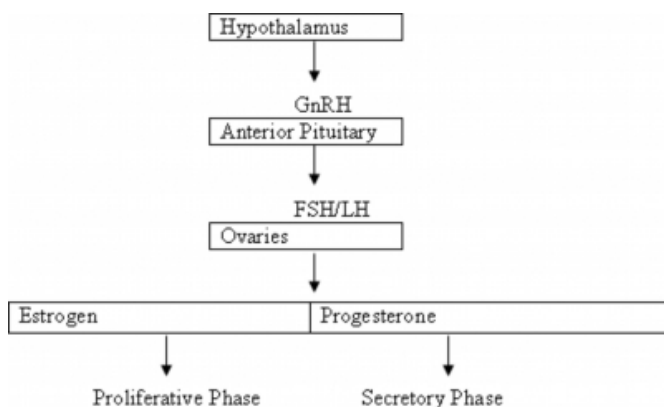 Hypothalamus
GnRH
Anterior Pituitary
FSH/LH
Ovaries
Estrogen
Progesterone
Proliferative Phase
Secretory Phase